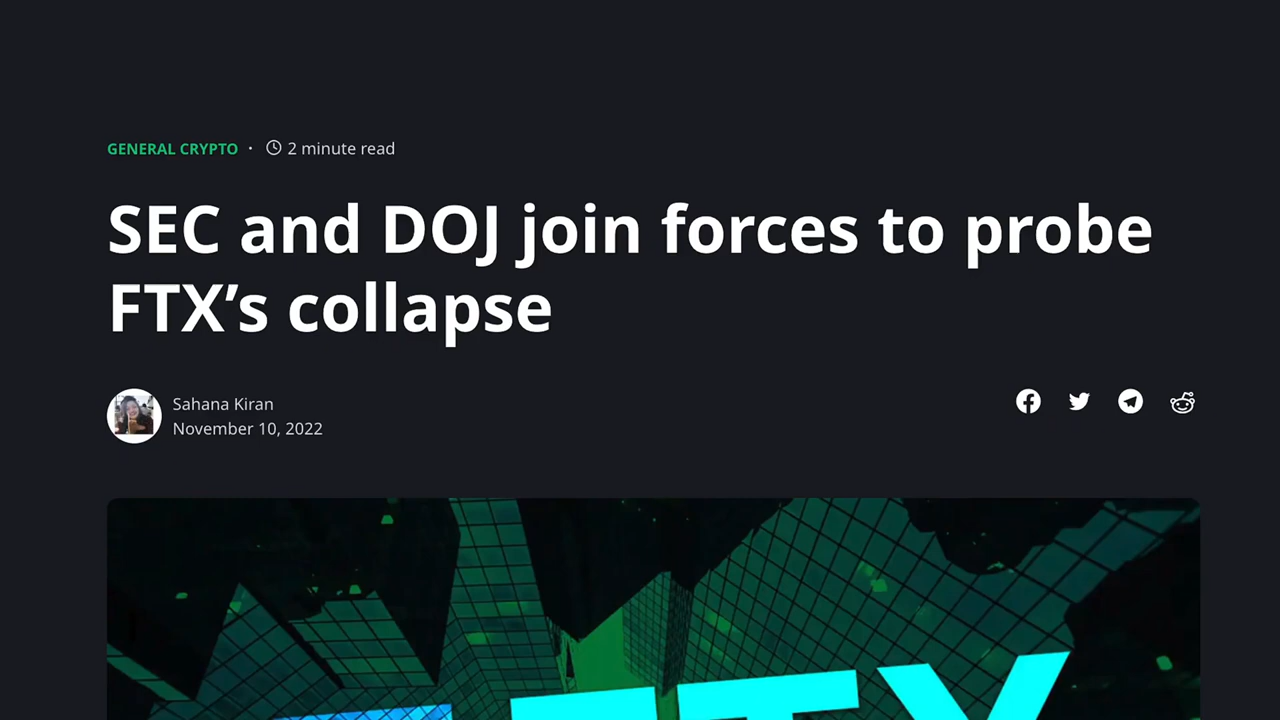 GENERAL CRYPTO · 2 minute read
SEC and DOJ join forces to probe
FTX’s collapse
Sahana Kiran
November 10, 2022
FTX